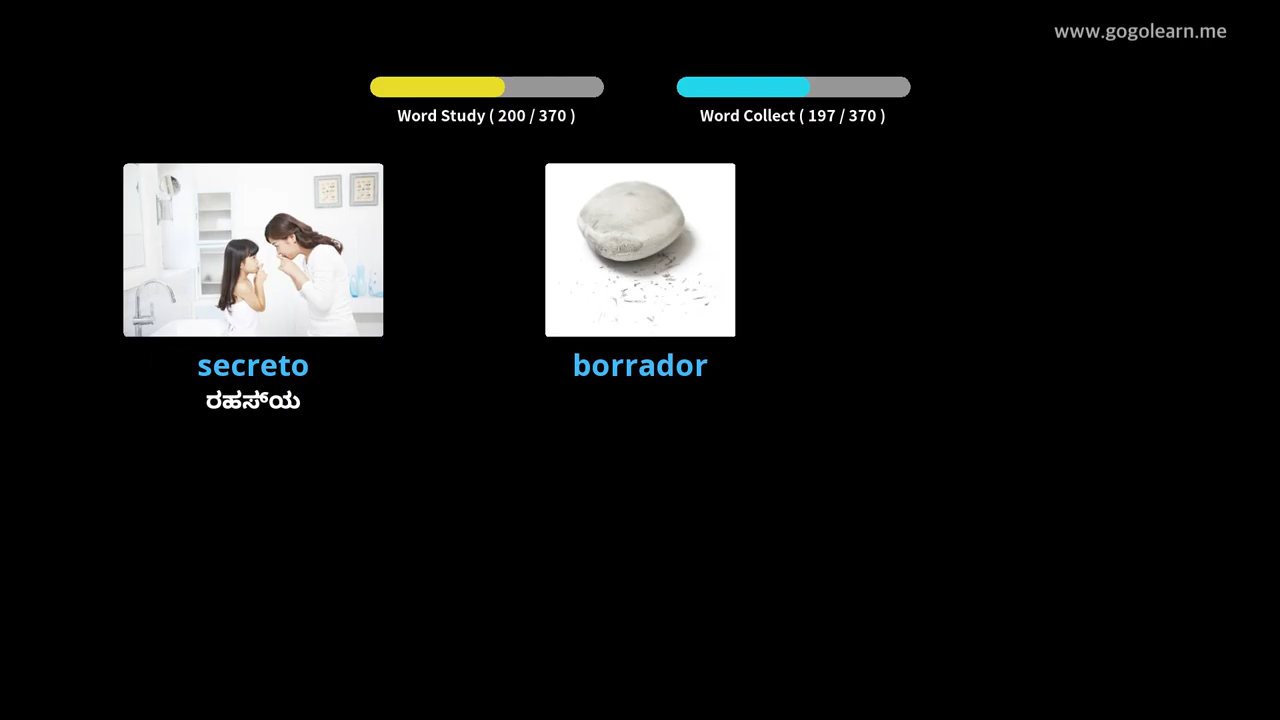 www.gogolearn.me
Word Study ( 200 / 370 )
Word Collect ( 197 / 370 )
secreto
ರಹಸ್ಯ
borrador